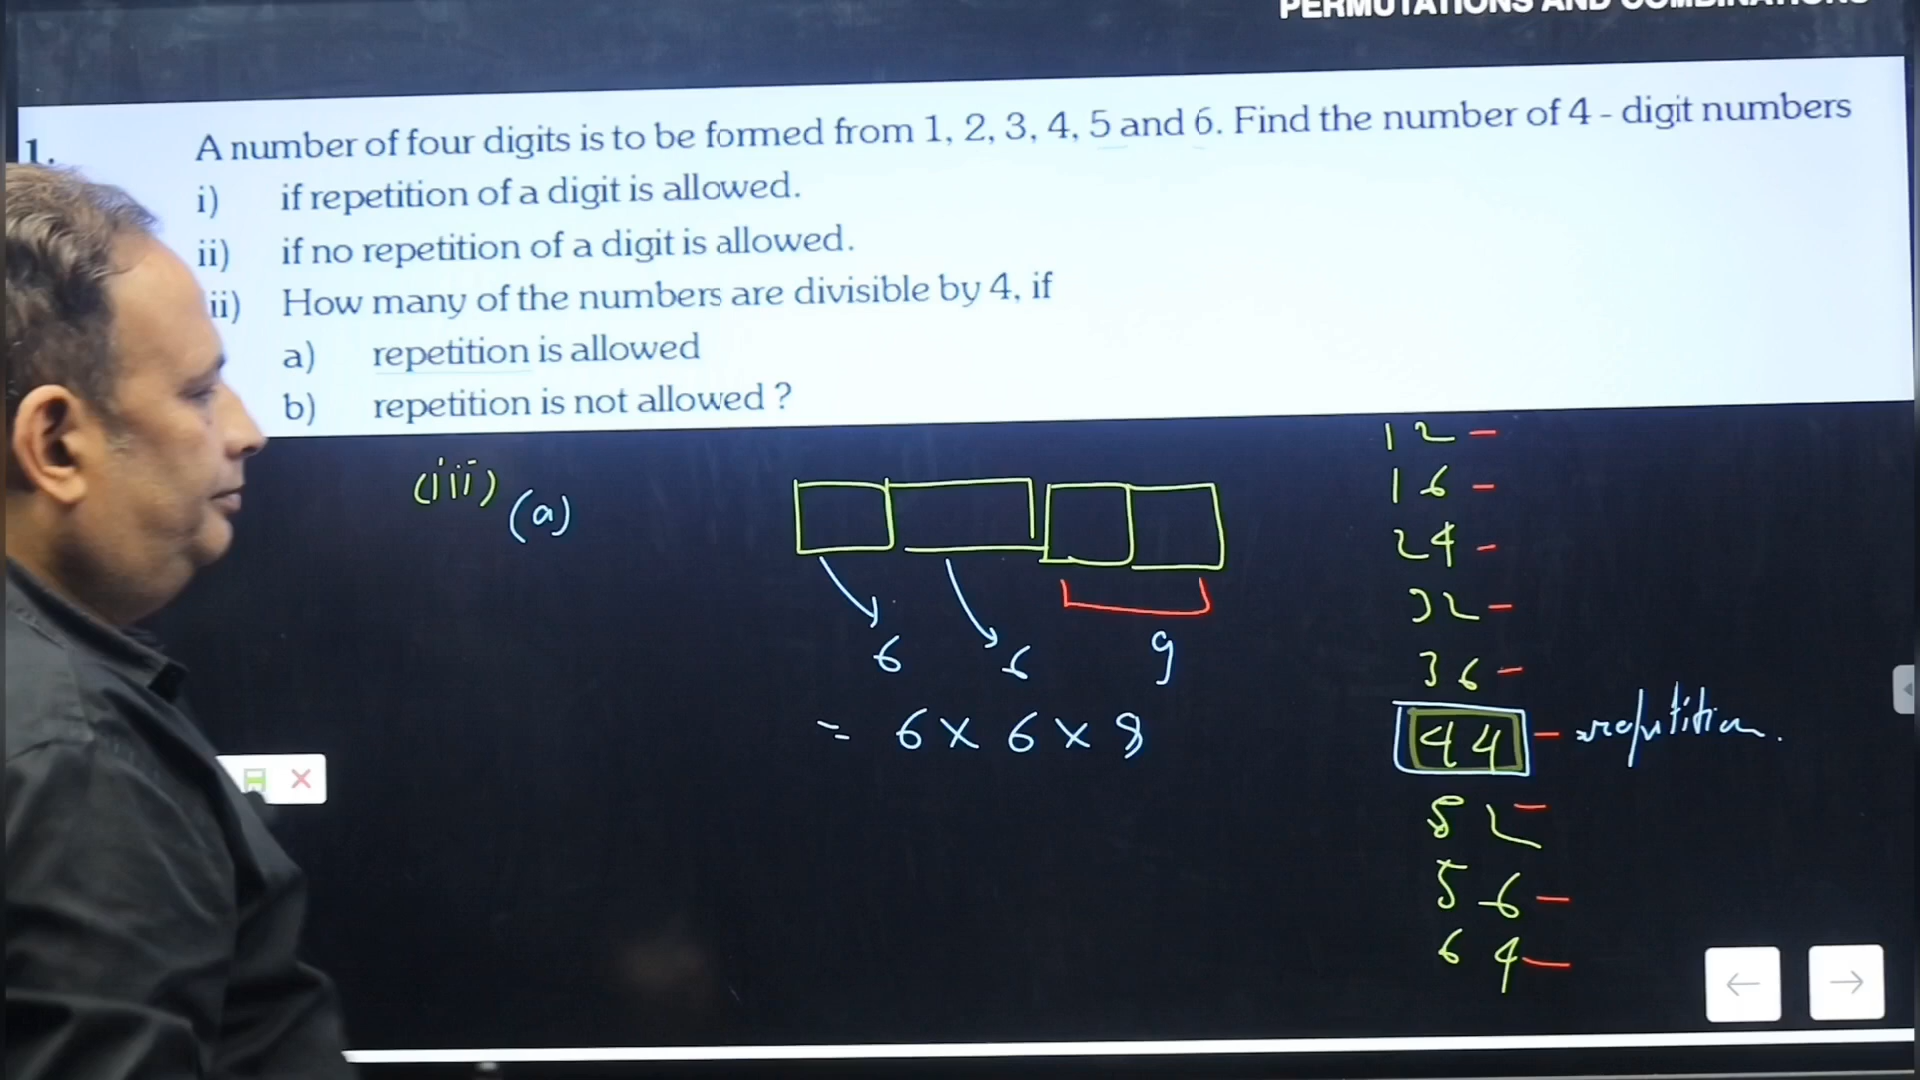 PERMUTATIONS AND COMBINATIONS
1. A number of four digits is to be formed from 1, 2, 3, 4, 5 and 6. Find the number of 4 - digit numbers
i) if repetition of a digit is allowed.
ii) if no repetition of a digit is allowed.
ii) How many of the numbers are divisible by 4, if
a) repetition is allowed
b) repetition is not allowed ?
(iii) (a)
6 6 9
= 6 × 6 × 9
12 -
16 -
24 -
32 -
36 -
44 - repetition.
52 -
56 -
64 -